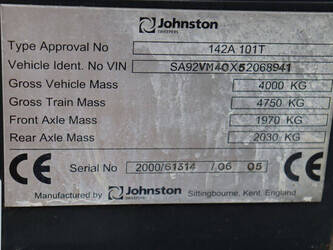 Johnston
SWEEPERS
Type Approval No 142A 101T
Vehicle Ident. No VIN SA92VM40X52068941
Gross Vehicle Mass 4000 KG
Gross Train Mass 4750 KG
Front Axle Mass 1970 KG
Rear Axle Mass 2030 KG
CE Serial No 2000/61314 /06 05 CE
Manufactured by Johnston Sittingbourne, Kent, England
SWEEPERS